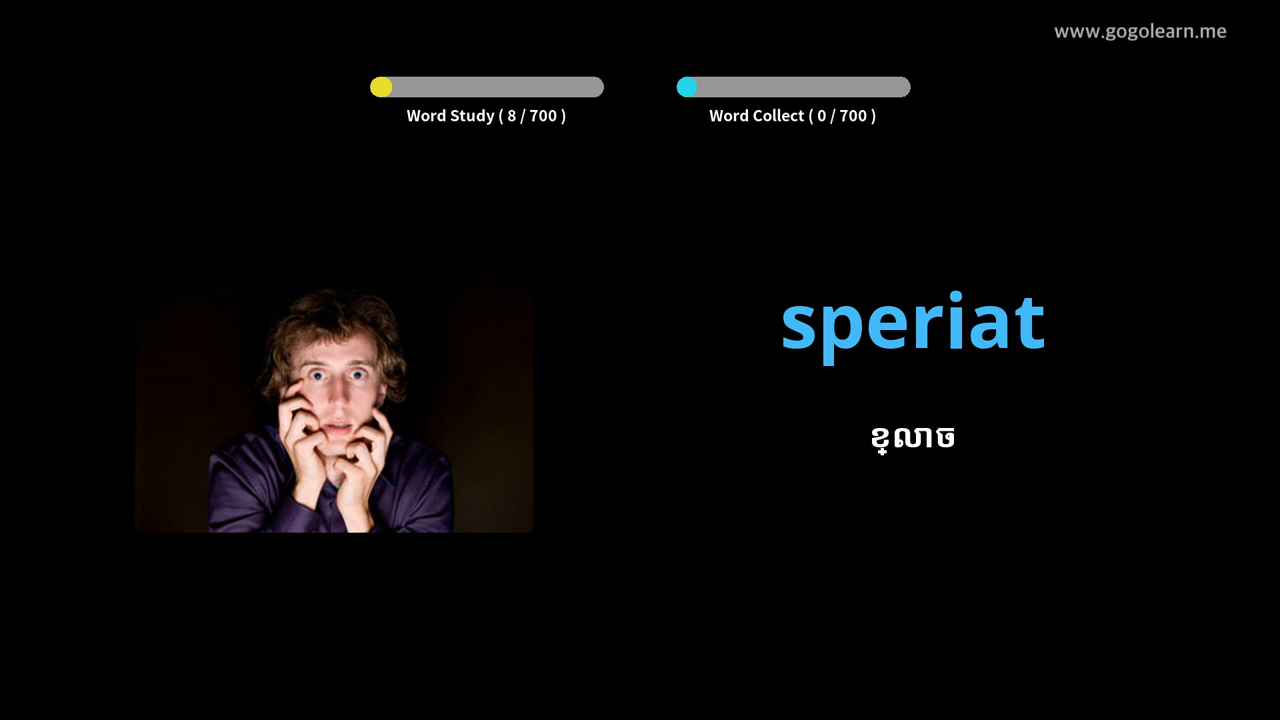 www.gogolearn.me
Word Study ( 8 / 700 )
Word Collect ( 0 / 700 )
speriat
ខ្លាច